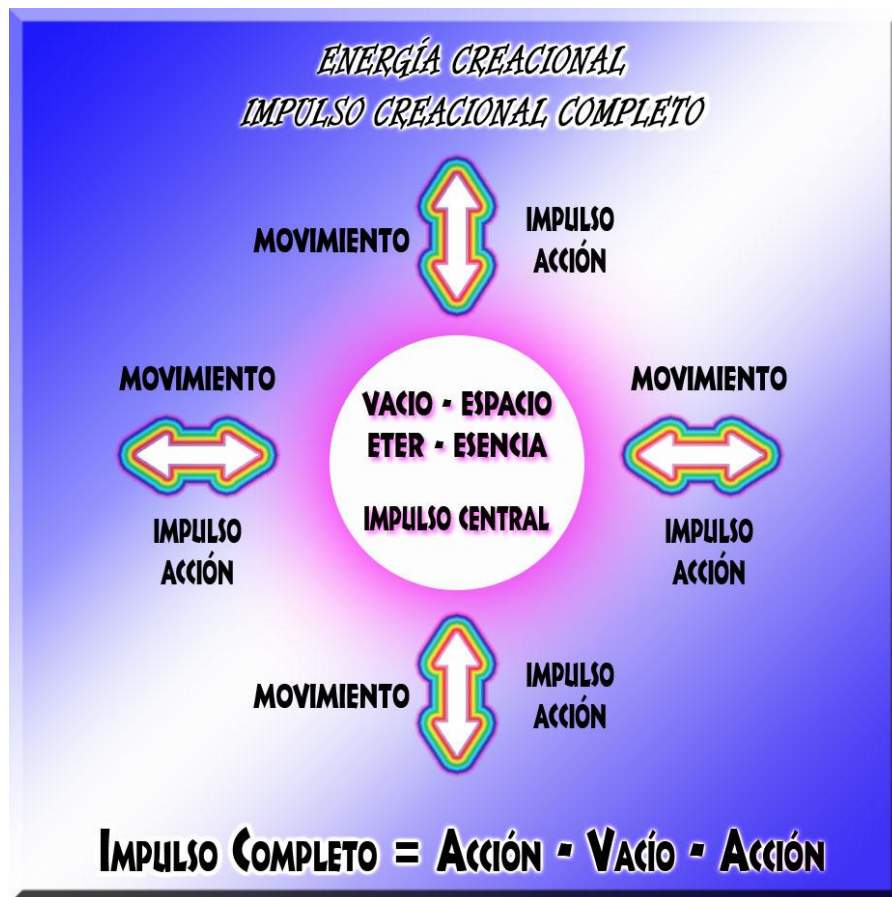 ENERGÍA CREACIONAL
IMPULSO CREACIONAL COMPLETO
MOVIMIENTO
IMPULSO
ACCIÓN
MOVIMIENTO
IMPULSO
ACCIÓN
VACIO - ESPACIO
ETER - ESENCIA
IMPULSO CENTRAL
MOVIMIENTO
IMPULSO
ACCIÓN
MOVIMIENTO
IMPULSO
ACCIÓN
IMPULSO COMPLETO = ACCIÓN - VACÍO - ACCIÓN